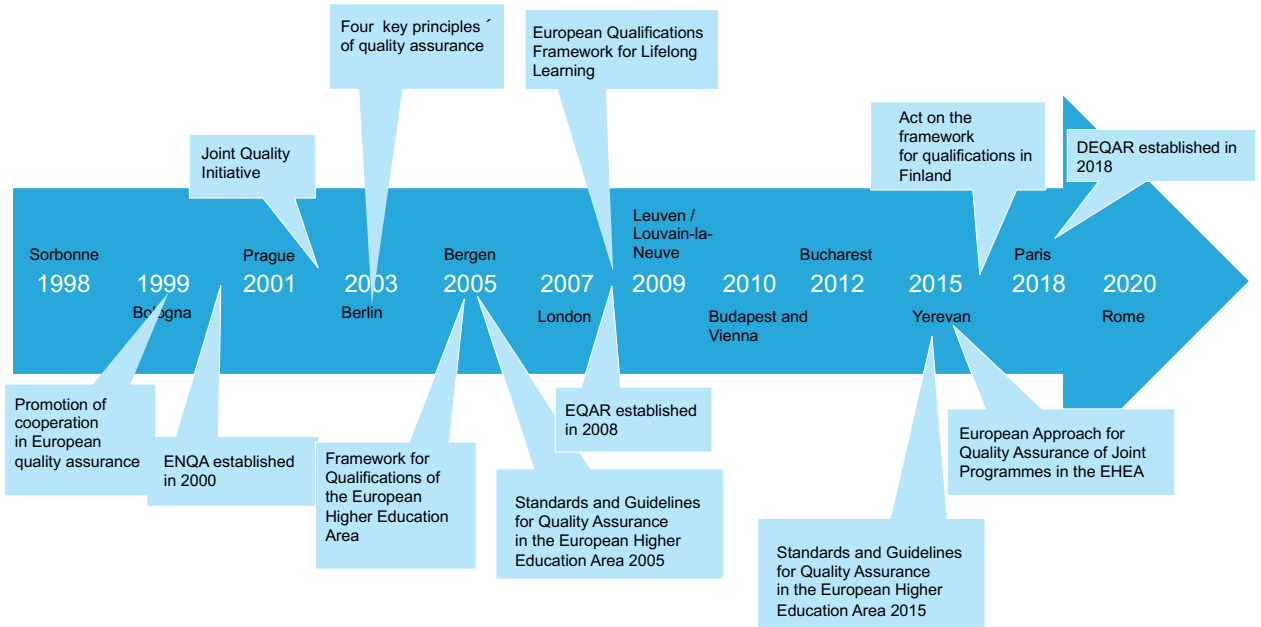 Four  key principles ´
of quality assurance
European Qualifications
Framework for Lifelong
Learning
Act on the
framework
for qualifications in
Finland
DEQAR established in
2018
Joint Quality
Initiative
Leuven /
Louvain-la-
Neuve
Sorbonne
Prague
Bergen
Bucharest
Paris
1998
1999
2001
2003
2005
2007
2009
2010
2012
2015
2018
2020
Bologna
Berlin
London
Budapest and
Vienna
Yerevan
Rome
Promotion of
cooperation
in European
quality assurance
ENQA established
in 2000
Framework for
Qualifications of
the European
Higher Education
Area
Standards and Guidelines
for Quality Assurance
in the European Higher
Education Area 2005
EQAR established
in 2008
European Approach for
Quality Assurance of Joint
Programmes in the EHEA
Standards and Guidelines
for Quality Assurance
in the European Higher
Education Area 2015